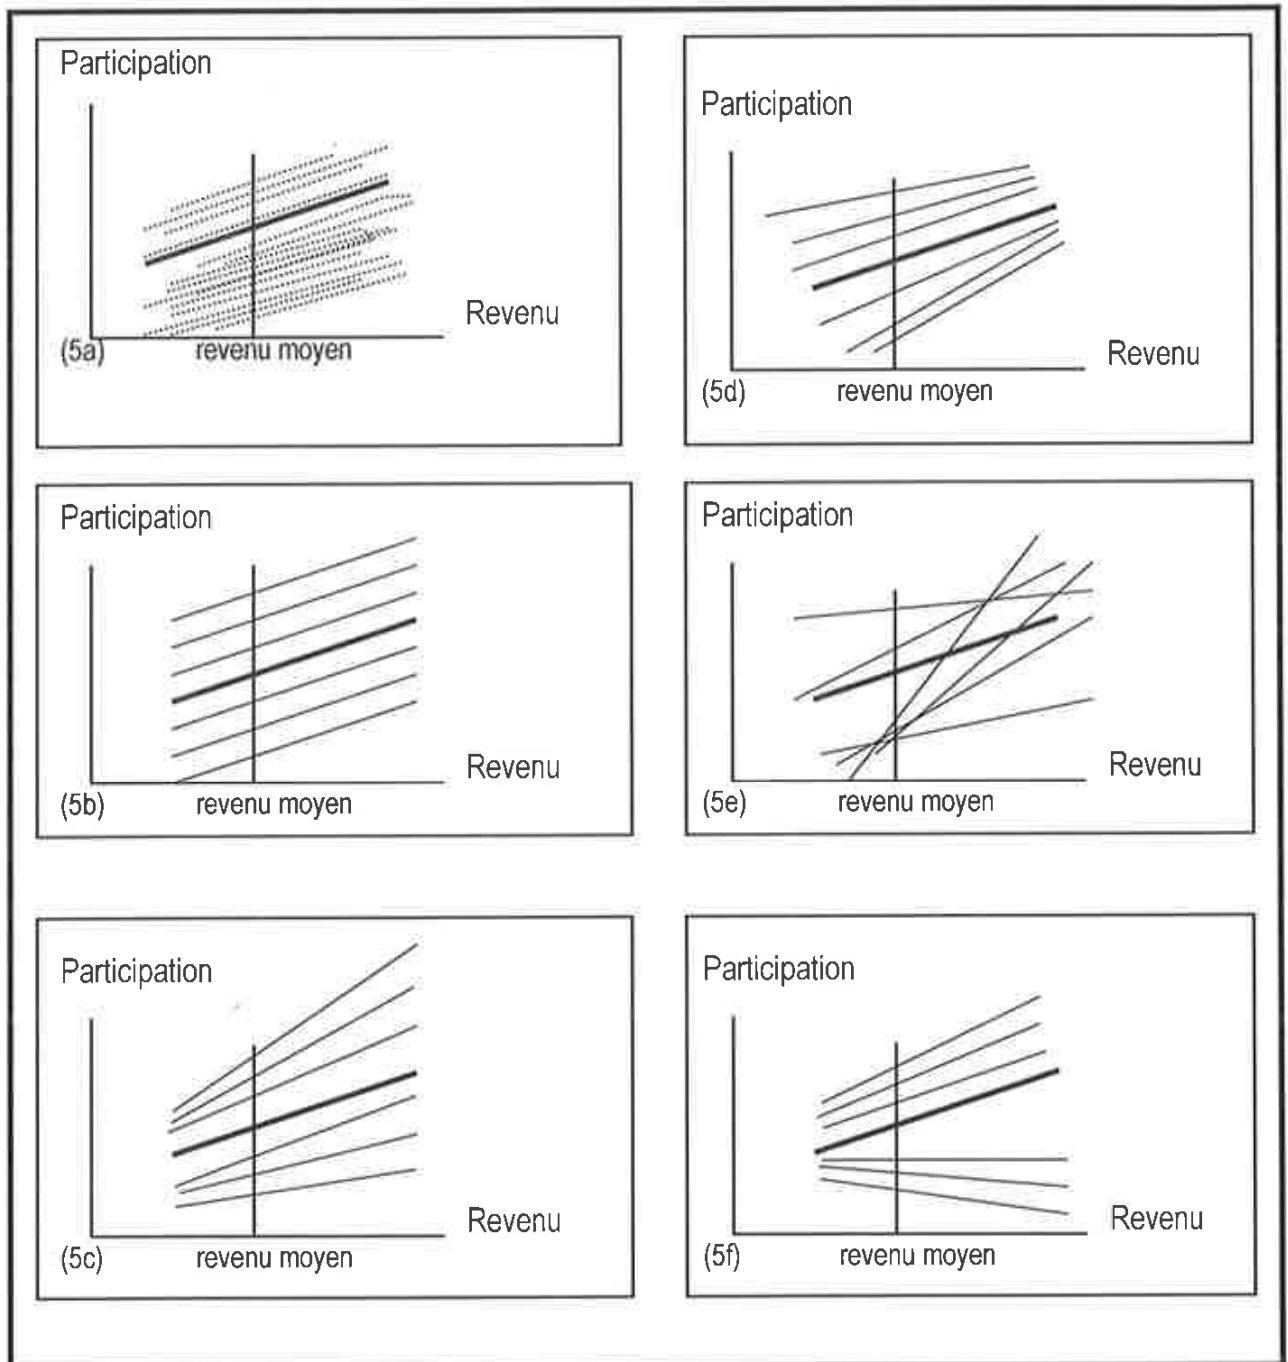 Participation
Revenu
(5a)
revenu moyen
Participation
Revenu
(5d)
revenu moyen
Participation
Revenu
(5b)
revenu moyen
Participation
Revenu
(5e)
revenu moyen
Participation
Revenu
(5c)
revenu moyen
Participation
Revenu
(5f)
revenu moyen